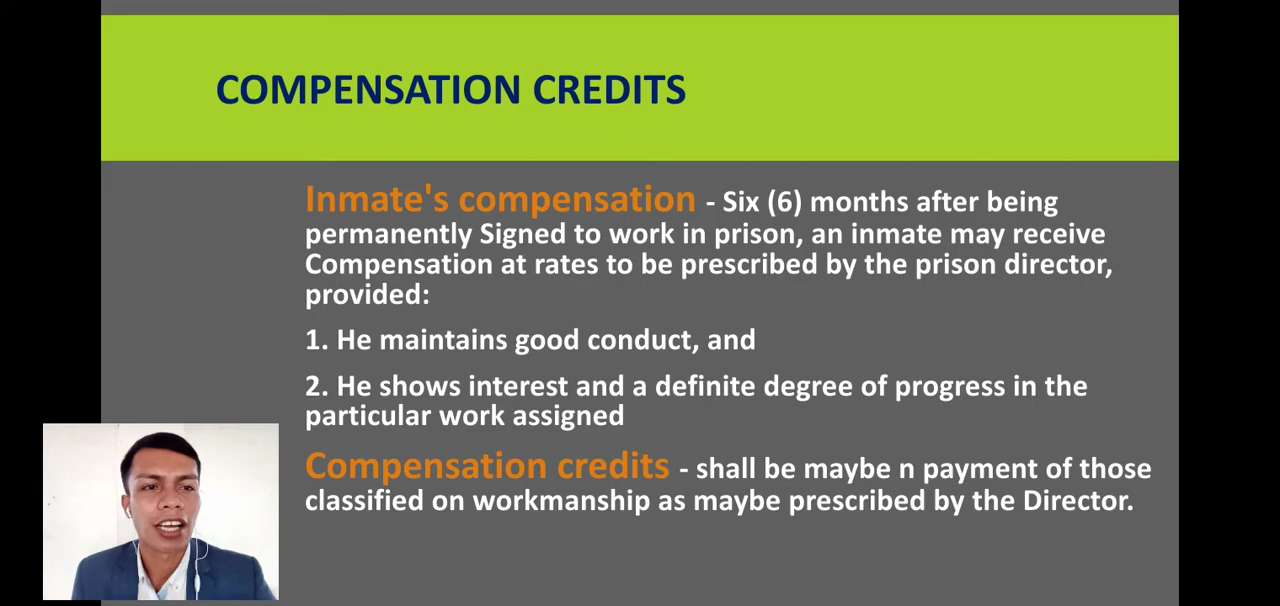 COMPENSATION CREDITS
Inmate's compensation - Six (6) months after being
permanently Signed to work in prison, an inmate may receive
Compensation at rates to be prescribed by the prison director,
provided:
1. He maintains good conduct, and
2. He shows interest and a definite degree of progress in the
particular work assigned
Compensation credits - shall be maybe n payment of those
classified on workmanship as maybe prescribed by the Director.